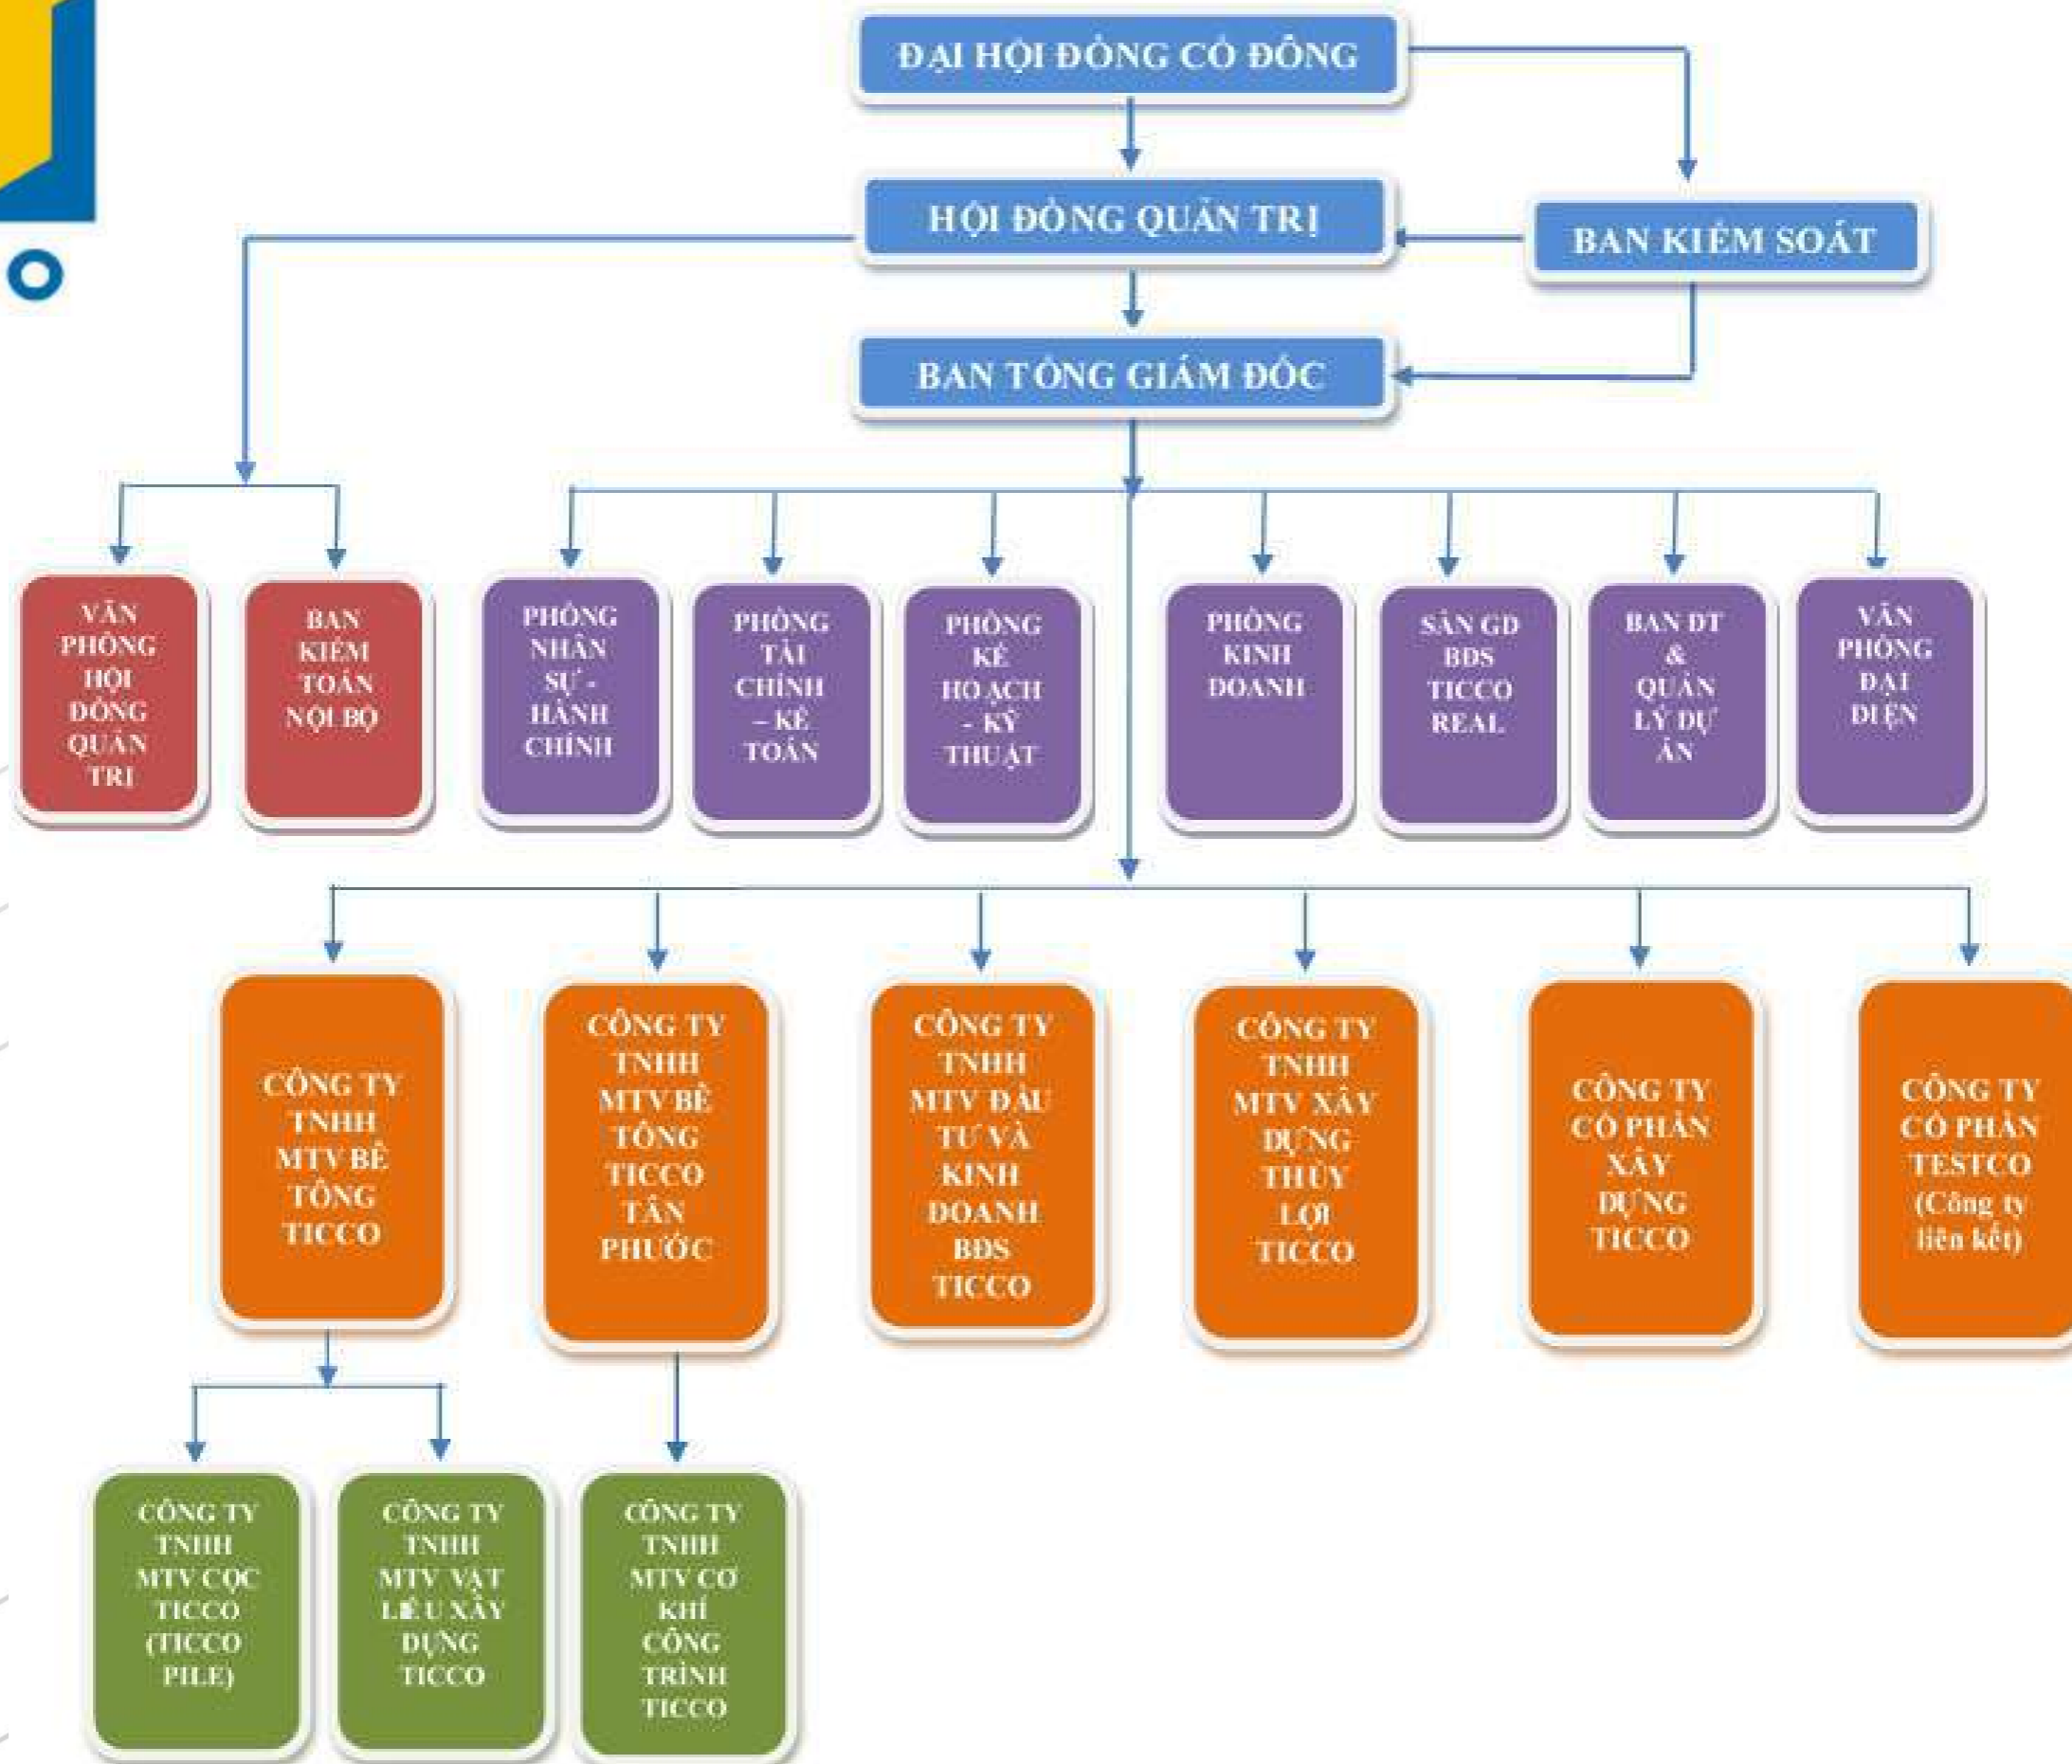 ĐẠI HỘI ĐỒNG CỔ ĐÔNG
HỘI ĐỒNG QUẢN TRỊ
BAN KIỂM SOÁT
BAN TỔNG GIÁM ĐỐC
VĂN
PHÒNG
HỘI
ĐỒNG
QUẢN
TRỊ
BAN
KIỂM
TOÁN
NỘI BỘ
PHÒNG
NHÂN
SỰ -
HÀNH
CHÍNH
PHÒNG
TÀI
CHÍNH
– KẾ
TOÁN
PHÒNG
KẾ
HOẠCH
- KỸ
THUẬT
PHÒNG
KINH
DOANH
SÀN GD
BĐS
TICCO
REAL
BAN ĐT
&
QUẢN
LÝ DỰ
ÁN
VĂN
PHÒNG
ĐẠI
DIỆN
CÔNG TY
TNHH
MTV BÊ
TÔNG
TICCO
CÔNG TY
TNHH
MTV BÊ
TÔNG
TICCO
TÂN
PHƯỚC
CÔNG TY
TNHH
MTV ĐẦU
TƯ VÀ
KINH
DOANH
BĐS
TICCO
CÔNG TY
TNHH
MTV XÂY
DỰNG
THỦY
LỢI
TICCO
CÔNG TY
CỔ PHẦN
XÂY
DỰNG
TICCO
CÔNG TY
CỔ PHẦN
TESTCO
(Công ty
liên kết)
CÔNG TY
TNHH
MTV CỌC
TICCO
(TICCO
PILE)
CÔNG TY
TNHH
MTV VẬT
LIỆU XÂY
DỰNG
TICCO
CÔNG TY
TNHH
MTV CƠ
KHÍ
CÔNG
TRÌNH
TICCO